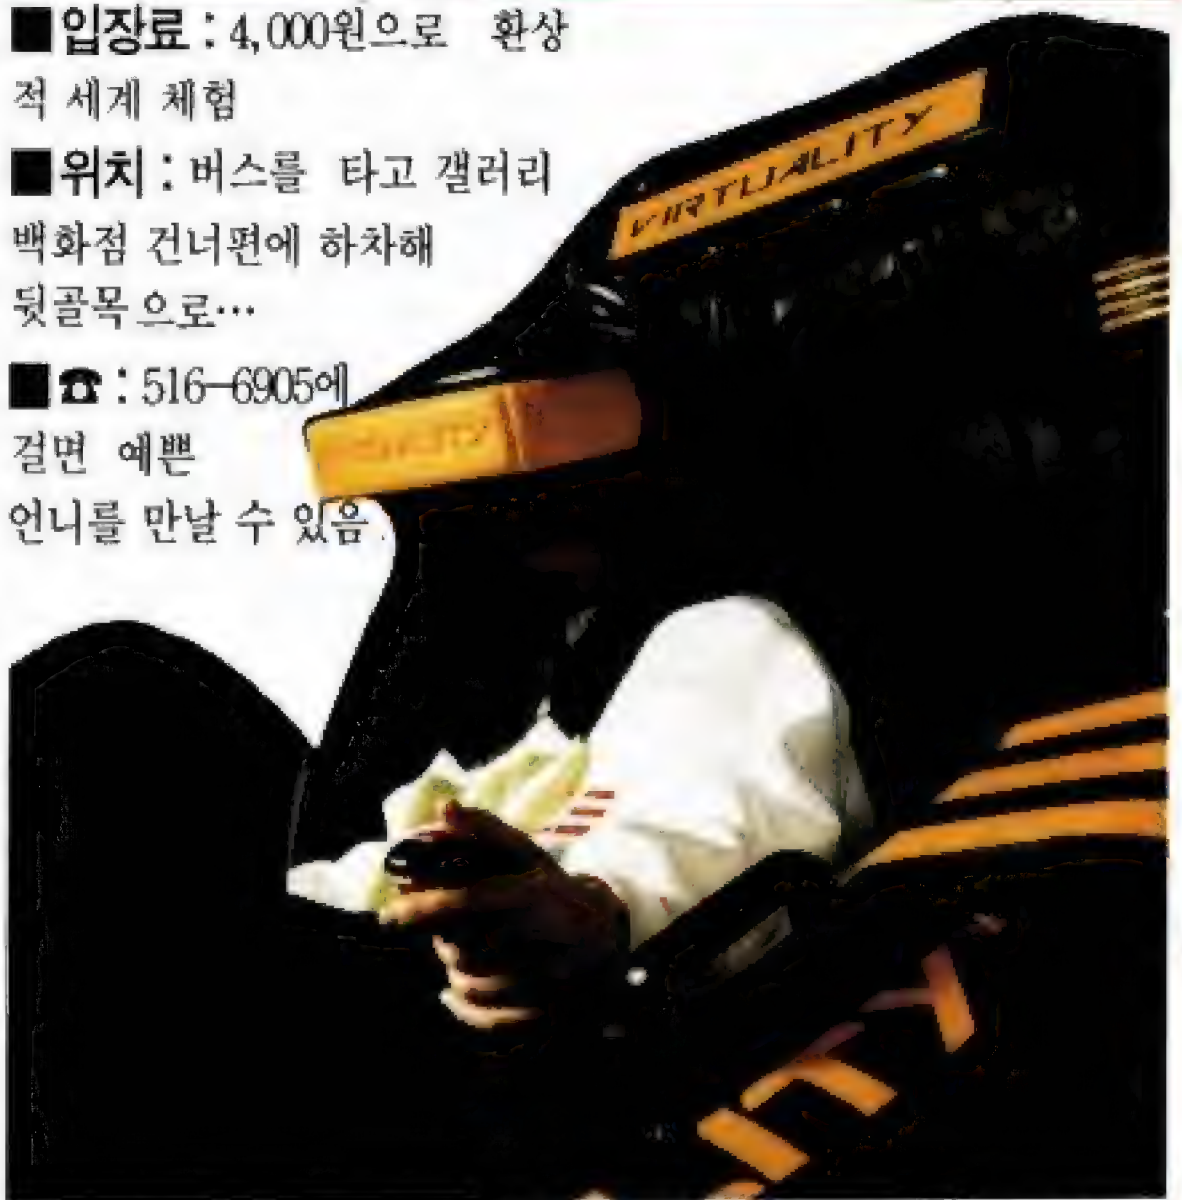 ■입장료 : 4,000원으로 환상
적 세계 체험
■위치 : 버스를 타고 갤러리
백화점 건너편에 하차해
뒷골목으로…
■☎ : 516-6905에
걸면 예쁜
언니를 만날 수 있음.
VIRTUALITY